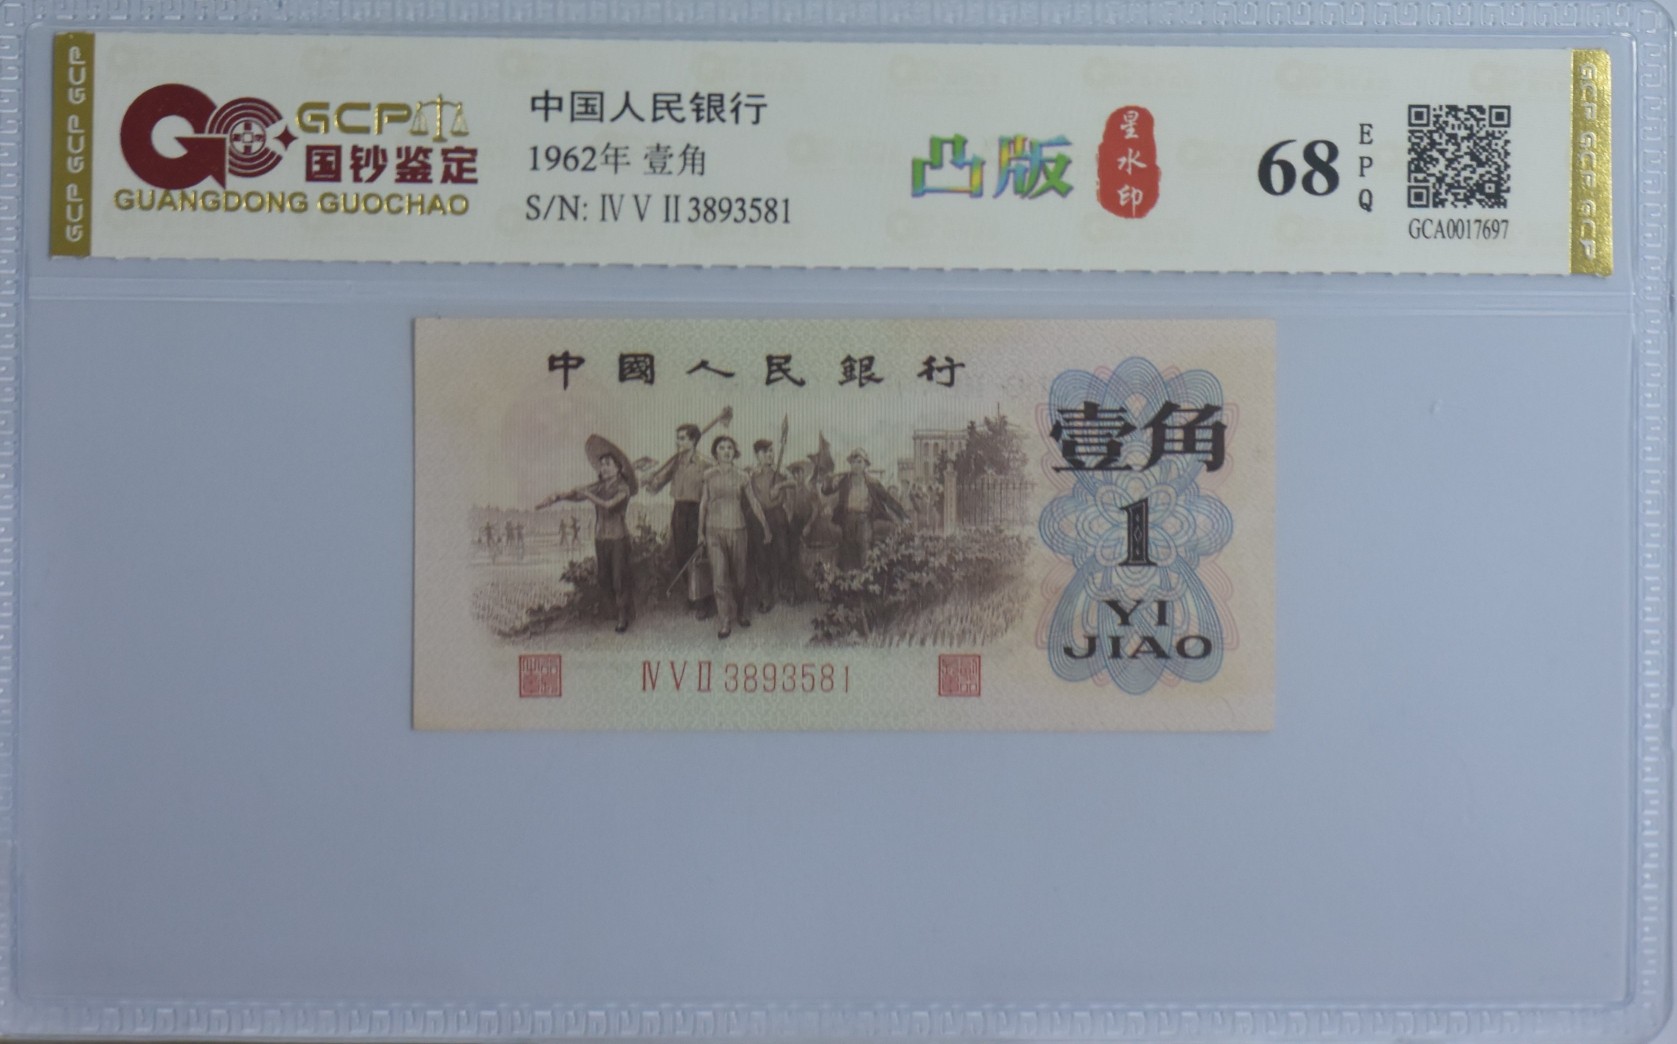 GCP GCP GCP
GCP
国钞鉴定
GUANGDONG GUOCHAO
中国人民银行
1962年 壹角
S/N: Ⅳ Ⅴ Ⅱ 3893581
凸版
星水印
68
EPQ
GCA0017697
GCP GCP GCP
中國人民銀行
壹角
1
YI
JIAO
Ⅳ Ⅴ Ⅱ 3893581